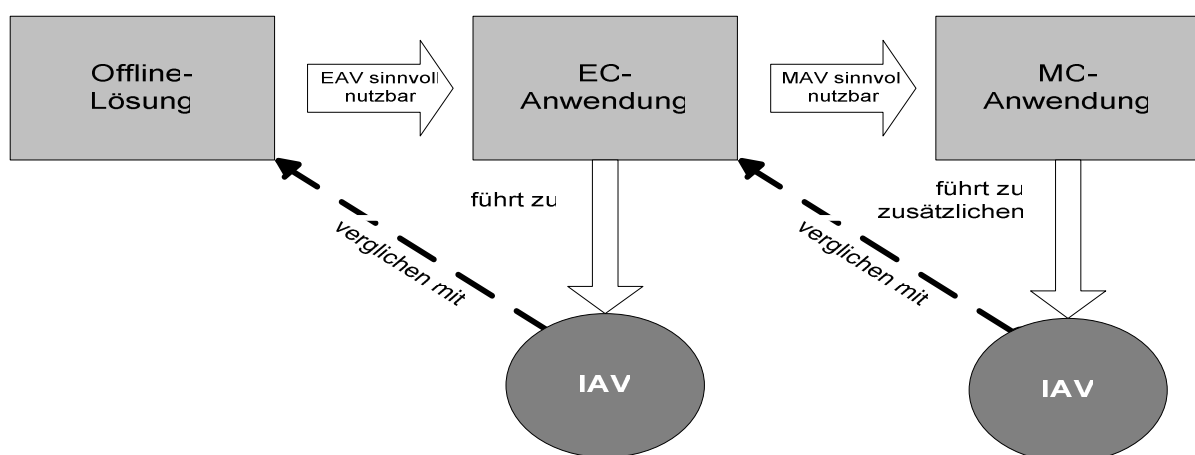 Offline-
Lösung
EAV sinnvoll
nutzbar
EC-
Anwendung
MAV sinnvol
nutzbar
MC-
Anwendung
führt zu
verglichen mit
führt zu
zusätzlichen
verglichen mit
IAV
IAV